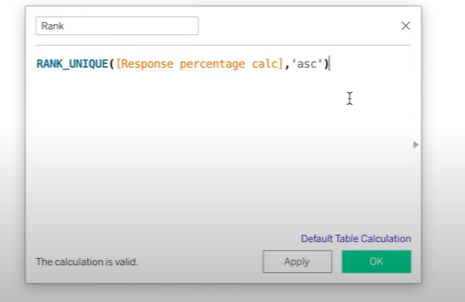 Rank
RANK_UNIQUE([Response percentage calc],'asc')
Default Table Calculation
The calculation is valid.
Apply
OK